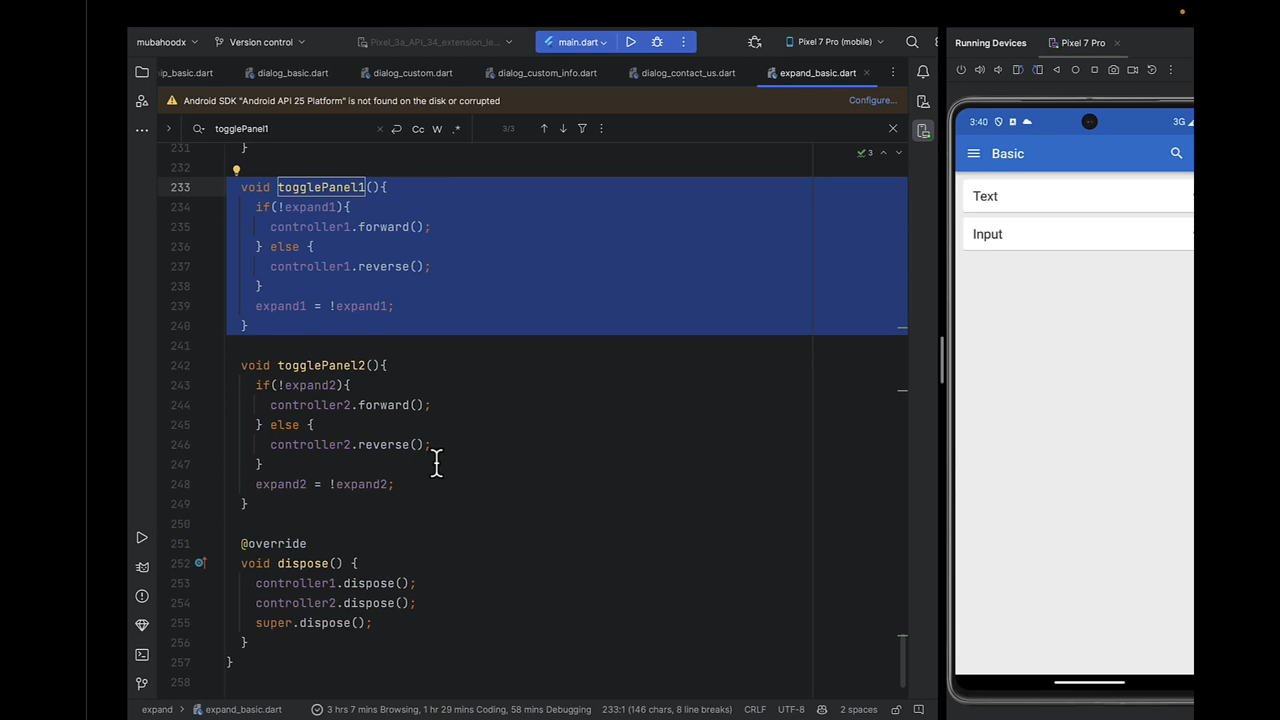 mubahoodx
Version control
Pixel_3a_API_34_extension_le...
main.dart
Pixel 7 Pro (mobile)
Running Devices
Pixel 7 Pro
ip_basic.dart
dialog_basic.dart
dialog_custom.dart
dialog_custom_info.dart
dialog_contact_us.dart
expand_basic.dart
Android SDK "Android API 25 Platform" is not found on the disk or corrupted
Configure...
togglePanel1
Cc
W
.*
3/3
3
231 }
232
233 void togglePanel1(){
234 if(!expand1){
235 controller1.forward();
236 } else {
237 controller1.reverse();
238 }
239 expand1 = !expand1;
240 }
241
242 void togglePanel2(){
243 if(!expand2){
244 controller2.forward();
245 } else {
246 controller2.reverse();
247 }
248 expand2 = !expand2;
249 }
250
251 @override
252 void dispose() {
253 controller1.dispose();
254 controller2.dispose();
255 super.dispose();
256 }
257 }
258
3:40
3G
Basic
Text
Input
expand
expand_basic.dart
3 hrs 7 mins Browsing, 1 hr 29 mins Coding, 58 mins Debugging
233:1 (146 chars, 8 line breaks)
CRLF
UTF-8
2 spaces